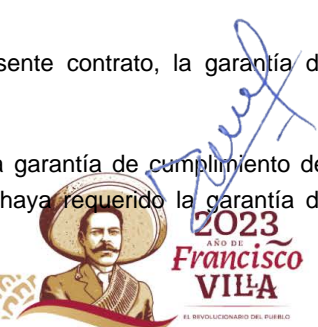 sente contrato, la garantía d
a garantía de cumplimiento de
haya requerido la garantía d
2023
AÑO DE
Francisco
VILLA
EL REVOLUCIONARIO DEL PUEBLO